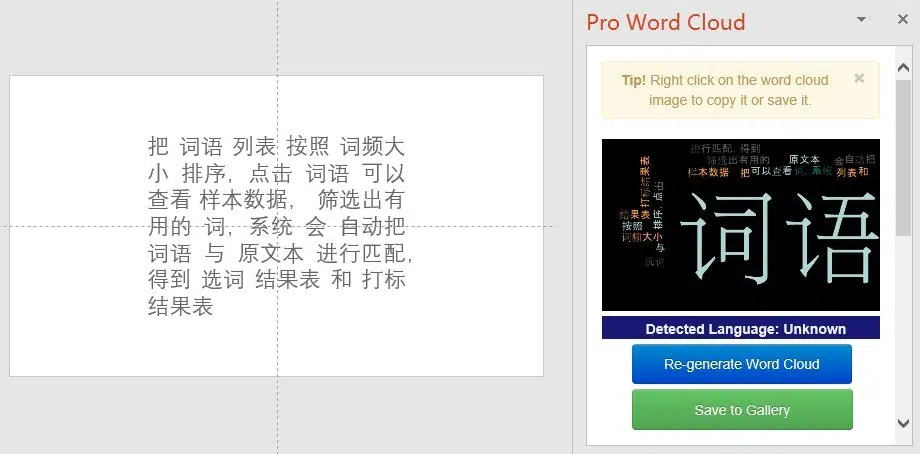 把 词语 列表 按照 词频大
小 排序，点击 词语 可以
查看 样本数据， 筛选出有
用的 词，系统 会 自动把
词语 与 原文本 进行匹配，
得到 选词 结果表 和 打标
结果表
Pro Word Cloud
Tip! Right click on the word cloud
image to copy it or save it.
进行匹配，得到
筛选出有用的
原文本
会
自动把
样本数据
把
可以查看
词，系统
列表
和
打标结果表
排序，点击
结果表
按照
词频大小
与
选词
词语
Detected Language: Unknown
Re-generate Word Cloud
Save to Gallery